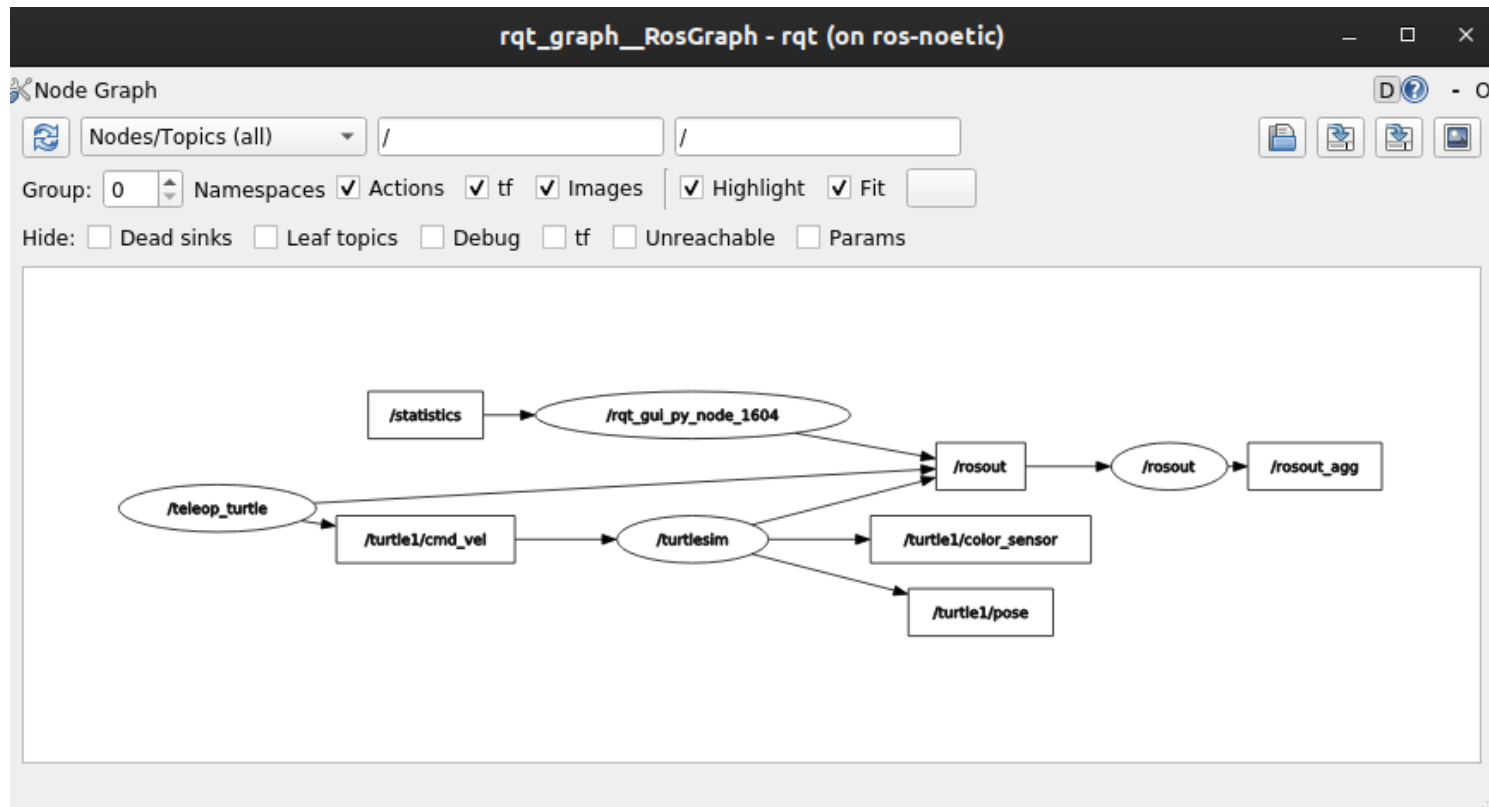 rqt_graph__RosGraph - rqt (on ros-noetic)
Node Graph D ? - O
Nodes/Topics (all) / /
Group: 0 Namespaces Actions tf Images Highlight Fit
Hide: Dead sinks Leaf topics Debug tf Unreachable Params
/statistics /rqt_gui_py_node_1604
/rosout /rosout /rosout_agg
/teleop_turtle
/turtle1/cmd_vel /turtlesim /turtle1/color_sensor
/turtle1/pose